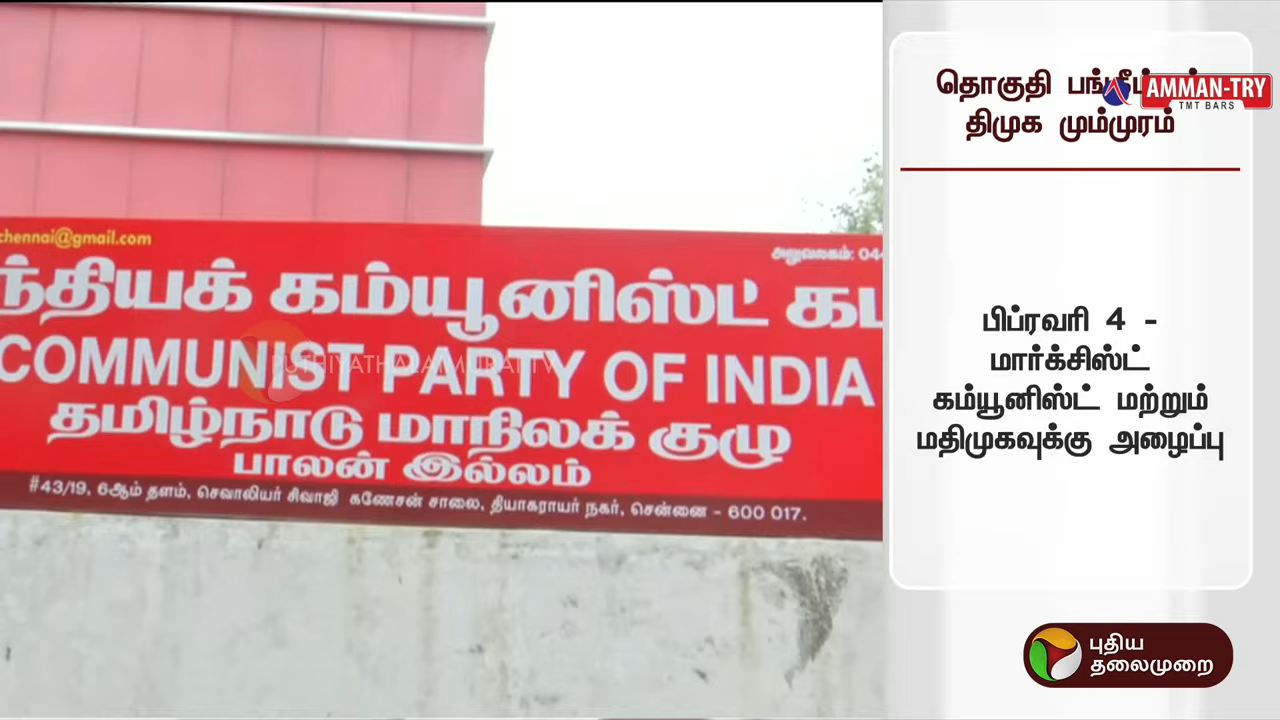 chennai@gmail.com
அலுவலகம்: 044
ந்தியக் கம்யூனிஸ்ட் கட
COMMUNIST PARTY OF INDIA
தமிழ்நாடு மாநிலக் குழு
பாலன் இல்லம்
#43/19, 6ஆம் தளம், செவாலியர் சிவாஜி கணேசன் சாலை, தியாகராயர் நகர், சென்னை - 600 017.
PUTHIYATHALAIMURAI TV
தொகுதி
திமுக மும்முரம்
AMMAN-TRY
TMT BARS
பிப்ரவரி 4 -
மார்க்சிஸ்ட்
கம்யூனிஸ்ட் மற்றும்
மதிமுகவுக்கு அழைப்பு
புதிய
தலைமுறை